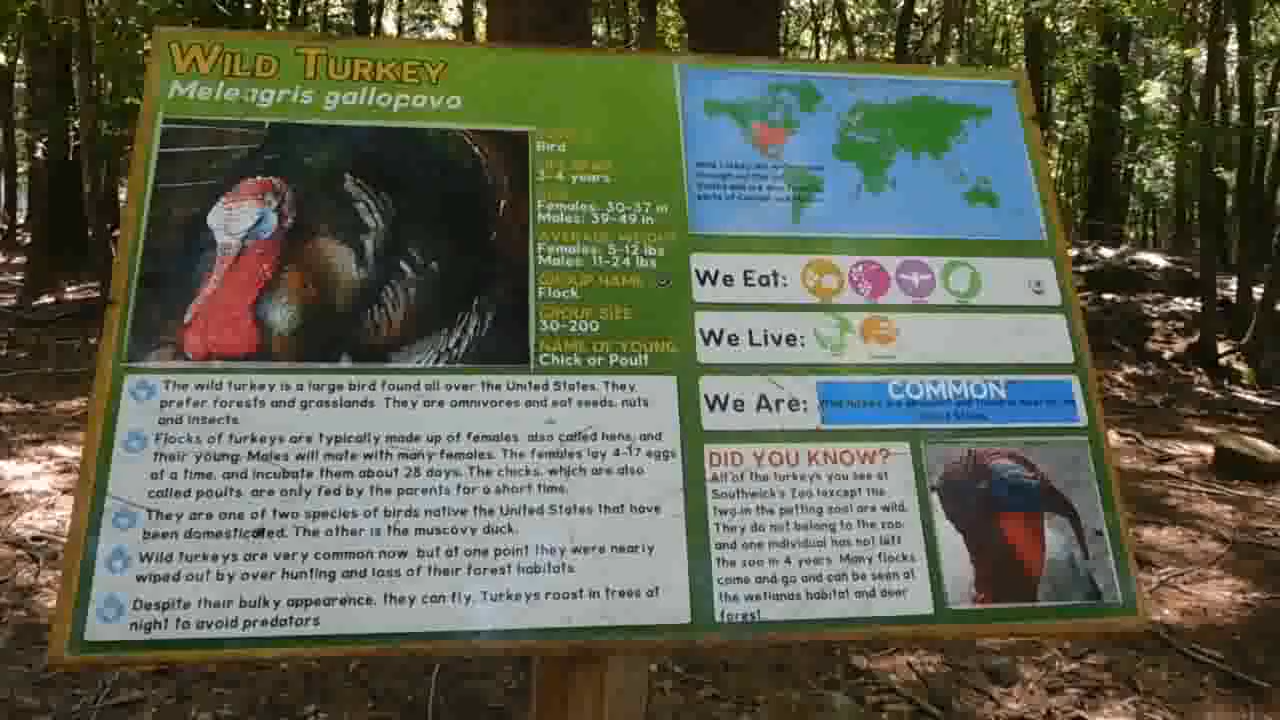 WILD TURKEY
Meleagris gallopavo
Bird
3-4 years
Females: 30-37 in
Males: 39-49 in
AVERAGE WEIGHT
Females: 5-12 lbs
Males: 11-24 lbs
GROUP NAME
Flock
GROUP SIZE
30-200
NAME OF YOUNG
Chick or Poult
We Eat:
We Live:
We Are:
COMMON
The wild turkey is a large bird found all over the United States. They
prefer forests and grasslands. They are omnivores and eat seeds, nuts
and insects.
Flocks of turkeys are typically made up of females, also called hens, and
their young. Males will mate with many females. The females lay 4-17 eggs
at a time, and incubate them about 28 days. The chicks, which are also
called poults, are only fed by the parents for a short time.
They are one of two species of birds native the United States that have
been domesticated. The other is the muscovy duck.
Wild turkeys are very common now, but at one point they were nearly
wiped out by over hunting and loss of their forest habitats.
Despite their bulky appearance, they can fly. Turkeys roost in trees at
night to avoid predators
DID YOU KNOW?
All of the turkeys you see at
Southwick's Zoo (except the
two in the petting zoo) are wild.
They do not belong to the zoo,
and one individual has not left
the zoo in 4 years. Many flocks
come and go and can be seen at
the wetlands habitat and deer
forest.